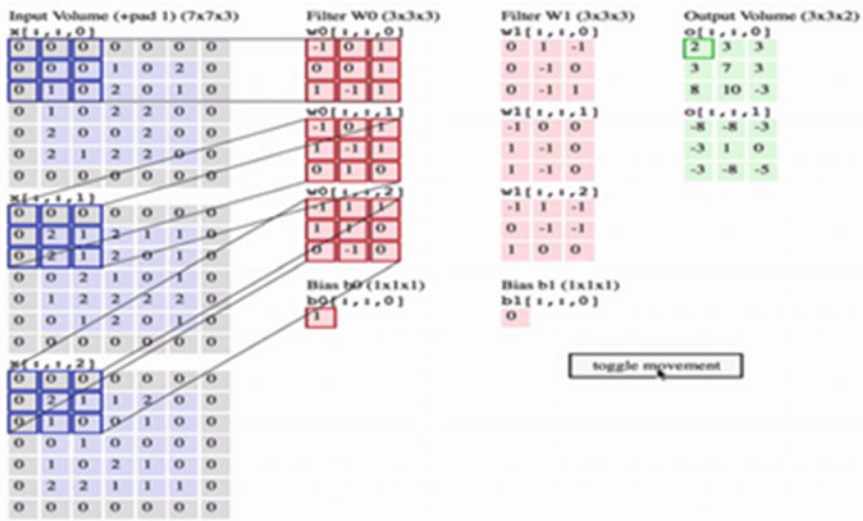 Input Volume (+pad 1) (7x7x3)
x[:,:,0]
0 0 0 0 0 0 0
0 0 0 1 0 2 0
0 1 0 2 0 1 0
0 1 0 2 2 0 0
0 2 0 0 2 0 0
0 2 1 2 2 0 0
0 0 0 0 0 0 0
x[:,:,1]
0 0 0 0 0 0 0
0 2 1 2 1 1 0
0 2 1 2 0 1 0
0 0 2 1 0 1 0
0 1 2 2 2 2 0
0 0 1 2 0 1 0
0 0 0 0 0 0 0
x[:,:,2]
0 0 0 0 0 0 0
0 2 1 1 2 0 0
0 1 0 0 1 0 0
0 0 1 0 0 0 0
0 1 0 2 1 0 0
0 2 2 1 1 1 0
0 0 0 0 0 0 0
Filter W0 (3x3x3)
w0[:,:,0]
-1 0 1
0 0 1
1 -1 1
w0[:,:,1]
-1 0 1
1 -1 1
0 1 0
w0[:,:,2]
-1 1 1
1 1 0
0 -1 0
Bias b0 (1x1x1)
b0[:,:,0]
1
Filter W1 (3x3x3)
w1[:,:,0]
0 1 -1
0 -1 0
0 -1 1
w1[:,:,1]
-1 0 0
1 -1 0
1 -1 0
w1[:,:,2]
-1 1 -1
0 -1 -1
1 0 0
Bias b1 (1x1x1)
b1[:,:,0]
0
Output Volume (3x3x2)
o[:,:,0]
2 3 3
3 7 3
8 10 -3
o[:,:,1]
-8 -8 -3
-3 1 0
-3 -8 -5
toggle movement